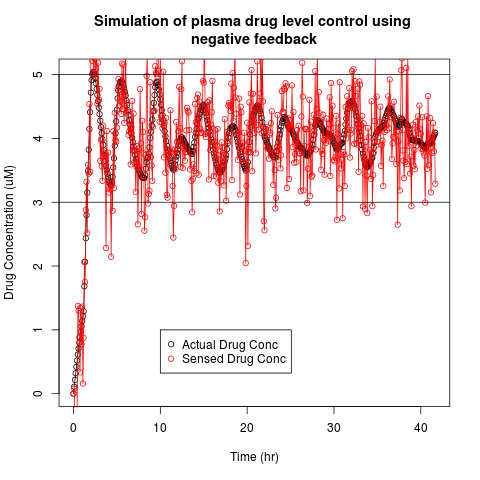 Simulation of plasma drug level control using
negative feedback
Drug Concentration (uM)
5
4
3
2
1
0
Actual Drug Conc
Sensed Drug Conc
0 10 20 30 40
Time (hr)